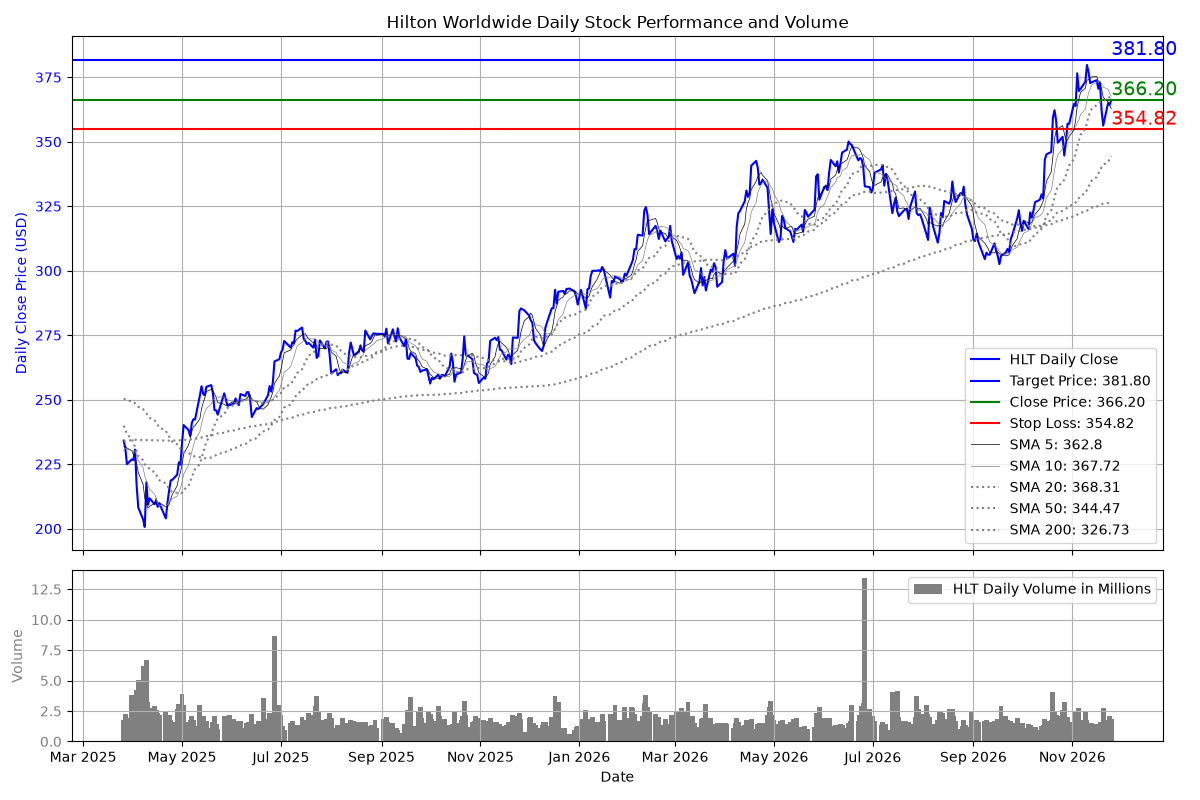 Hilton Worldwide Daily Stock Performance and Volume
Daily Close Price (USD)
375
350
325
300
275
250
225
200
381.80
366.20
354.82
HLT Daily Close
Target Price: 381.80
Close Price: 366.20
Stop Loss: 354.82
SMA 5: 362.8
SMA 10: 367.72
SMA 20: 368.31
SMA 50: 344.47
SMA 200: 326.73
Volume
12.5
10.0
7.5
5.0
2.5
0.0
HLT Daily Volume in Millions
Mar 2025 May 2025 Jul 2025 Sep 2025 Nov 2025 Jan 2026 Mar 2026 May 2026 Jul 2026 Sep 2026 Nov 2026
Date